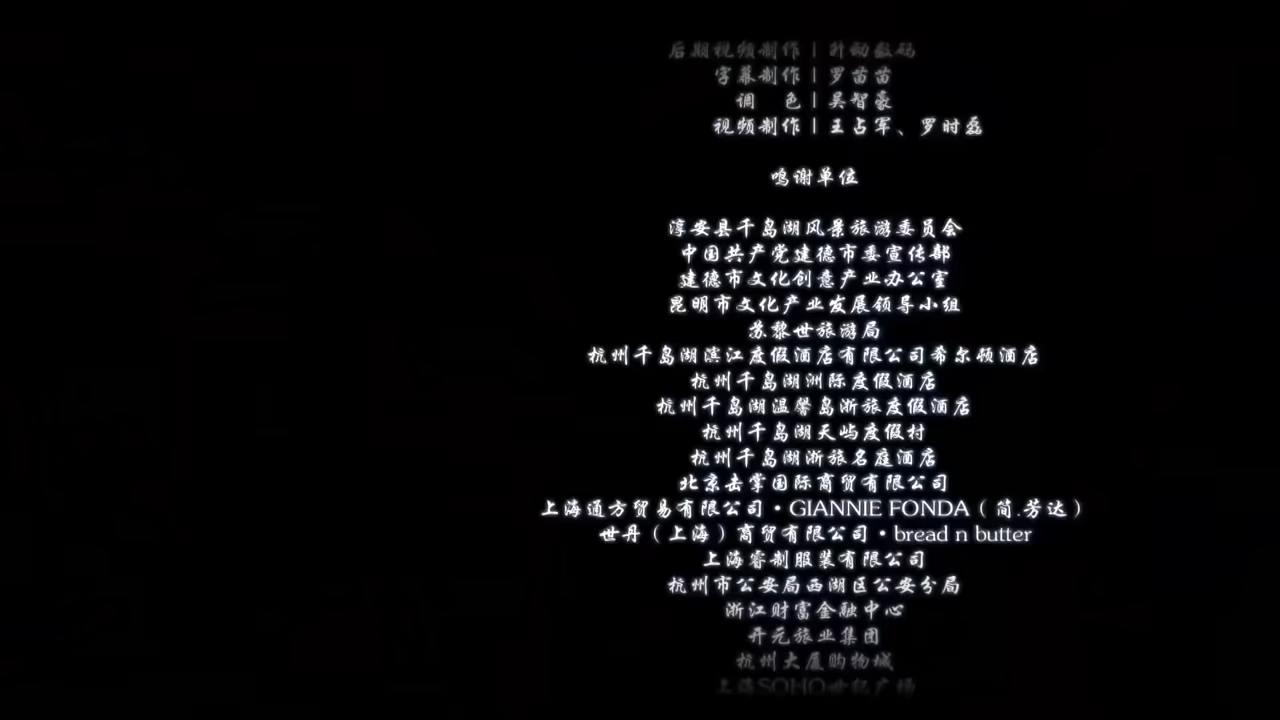 后期视频制作 | 升动数码
字幕制作 | 罗苗苗
调 色 | 吴智豪
视频制作 | 王占军、罗时磊
鸣谢单位
淳安县千岛湖风景旅游委员会
中国共产党建德市委宣传部
建德市文化创意产业办公室
昆明市文化产业发展领导小组
苏黎世旅游局
杭州千岛湖滨江度假酒店有限公司希尔顿酒店
杭州千岛湖洲际度假酒店
杭州千岛湖温馨岛浙旅度假酒店
杭州千岛湖天屿度假村
杭州千岛湖浙旅名庭酒店
北京击掌国际商贸有限公司
上海通方贸易有限公司·GIANNIE FONDA（简.芳达）
世丹（上海）商贸有限公司·bread n butter
上海睿制服装有限公司
杭州市公安局西湖区公安分局
浙江财富金融中心
开元旅业集团
杭州大厦购物城
上海SOHO世纪广场